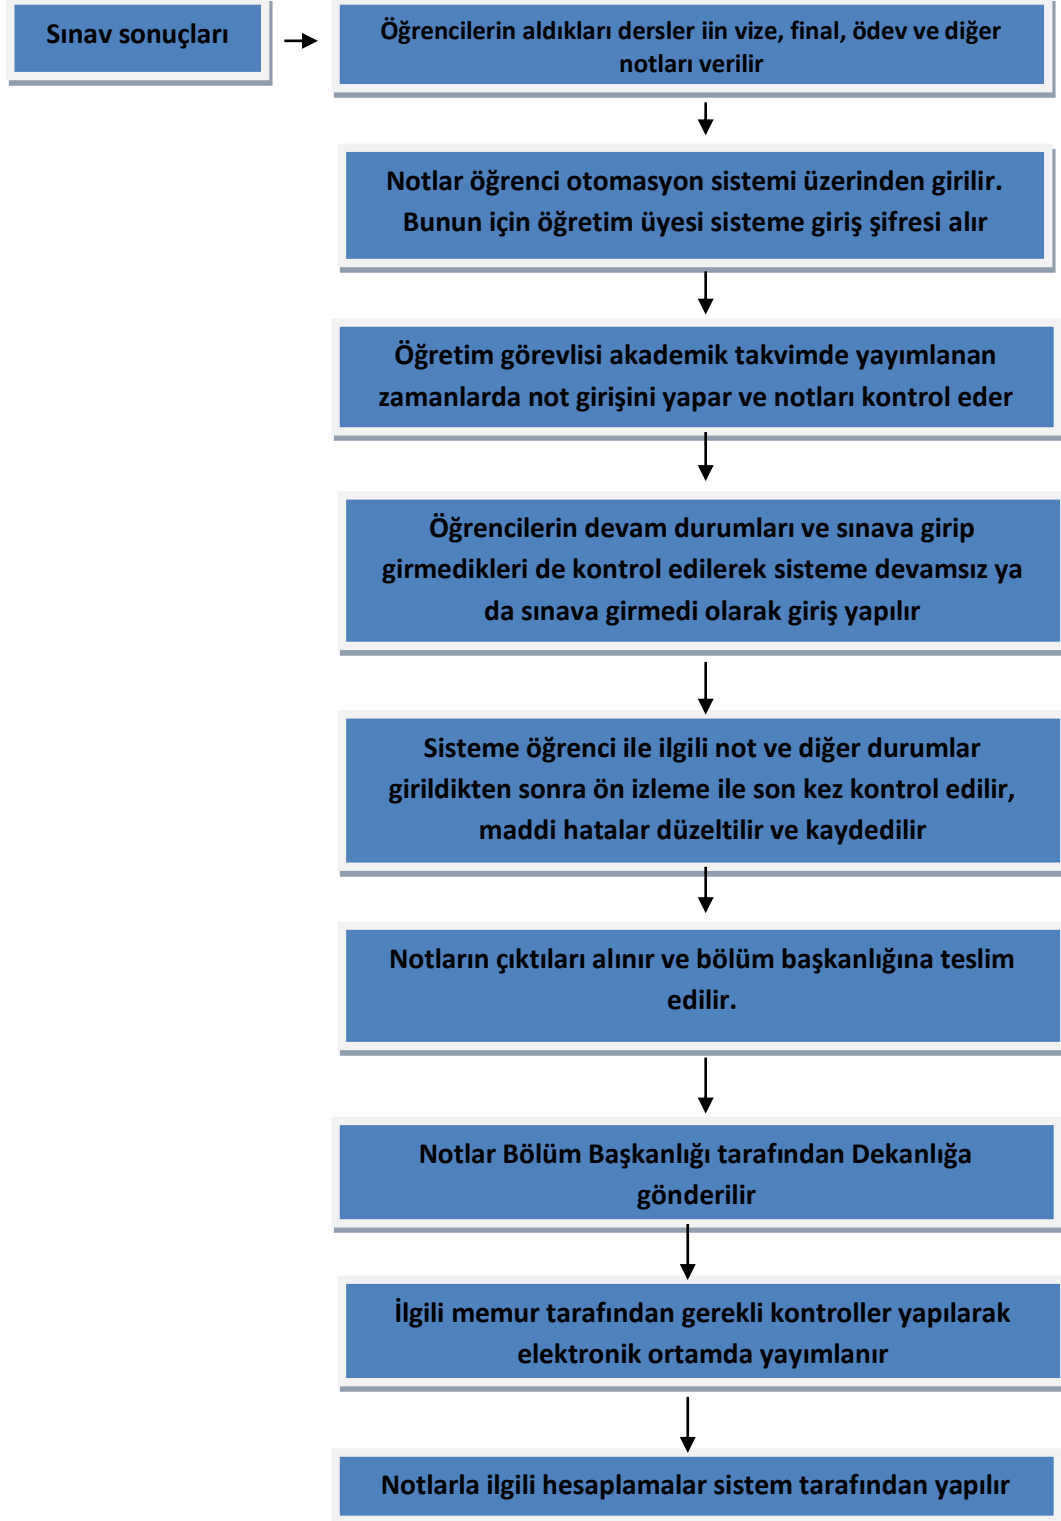 Sınav sonuçları
Öğrencilerin aldıkları dersler iin vize, final, ödev ve diğer
notları verilir
Notlar öğrenci otomasyon sistemi üzerinden girilir.
Bunun için öğretim üyesi sisteme giriş şifresi alır
Öğretim görevlisi akademik takvimde yayımlanan
zamanlarda not girişini yapar ve notları kontrol eder
Öğrencilerin devam durumları ve sınava girip
girmedikleri de kontrol edilerek sisteme devamsız ya
da sınava girmedi olarak giriş yapılır
Sisteme öğrenci ile ilgili not ve diğer durumlar
girildikten sonra ön izleme ile son kez kontrol edilir,
maddi hatalar düzeltilir ve kaydedilir
Notların çıktıları alınır ve bölüm başkanlığına teslim
edilir.
Notlar Bölüm Başkanlığı tarafından Dekanlığa
gönderilir
İlgili memur tarafından gerekli kontroller yapılarak
elektronik ortamda yayımlanır
Notlarla ilgili hesaplamalar sistem tarafından yapılır